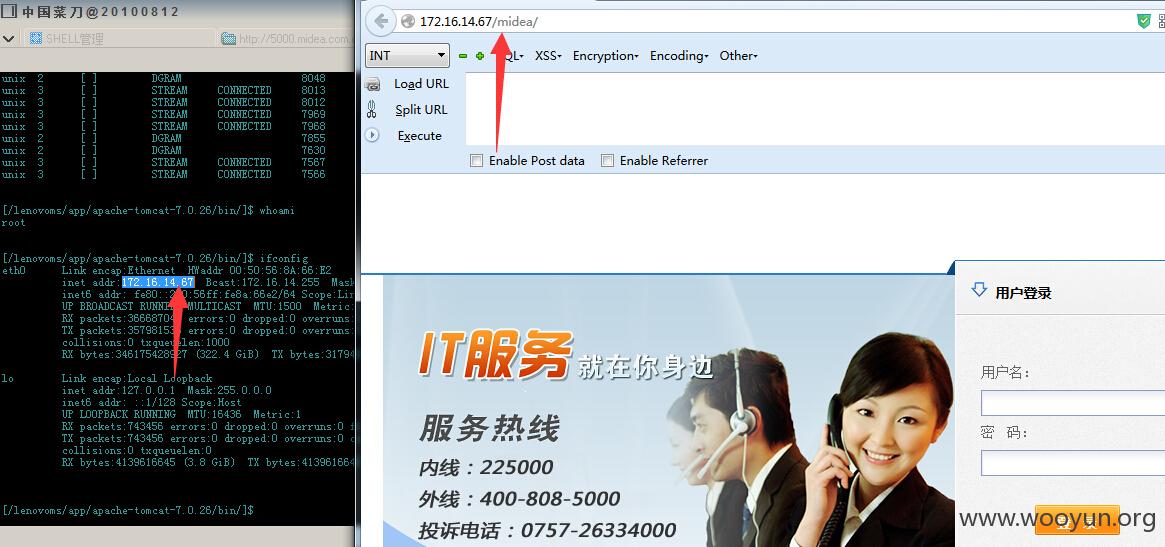 中国菜刀@20100812
SHELL管理
http://5000.midea.com.c
unix 2 [ ] DGRAM 8048
unix 3 [ ] STREAM CONNECTED 8013
unix 3 [ ] STREAM CONNECTED 8012
unix 3 [ ] STREAM CONNECTED 7969
unix 3 [ ] STREAM CONNECTED 7968
unix 2 [ ] DGRAM 7855
unix 2 [ ] DGRAM 7630
unix 3 [ ] STREAM CONNECTED 7567
unix 3 [ ] STREAM CONNECTED 7566
[/lenovoms/app/apache-tomcat-7.0.26/bin/]$ whoami
root
[/lenovoms/app/apache-tomcat-7.0.26/bin/]$ ifconfig
eth0 Link encap:Ethernet HWaddr 00:50:56:8A:66:E2
inet addr:172.16.14.67 Bcast:172.16.14.255 Mask
inet6 addr: fe80::250:56ff:fe8a:66e2/64 Scope:Lin
UP BROADCAST RUNNING MULTICAST MTU:1500 Metric:
RX packets:36668704 errors:0 dropped:0 overruns:
TX packets:35798153 errors:0 dropped:0 overruns:
collisions:0 txqueuelen:1000
RX bytes:346175428927 (322.4 GiB) TX bytes:31794
lo Link encap:Local Loopback
inet addr:127.0.0.1 Mask:255.0.0.0
inet6 addr: ::1/128 Scope:Host
UP LOOPBACK RUNNING MTU:16436 Metric:1
RX packets:743456 errors:0 dropped:0 overruns:0 f
TX packets:743456 errors:0 dropped:0 overruns:0 c
collisions:0 txqueuelen:0
RX bytes:4139616645 (3.8 GiB) TX bytes:413961664
[/lenovoms/app/apache-tomcat-7.0.26/bin/]$
172.16.14.67/midea/
INT QL XSS Encryption Encoding Other
Load URL
Split URL
Execute
Enable Post data Enable Referrer
IT服务 就在你身边
服务热线
内线：225000
外线：400-808-5000
投诉电话：0757-26334000
用户登录
用户名：
密 码：
登 录
www.wooyun.org